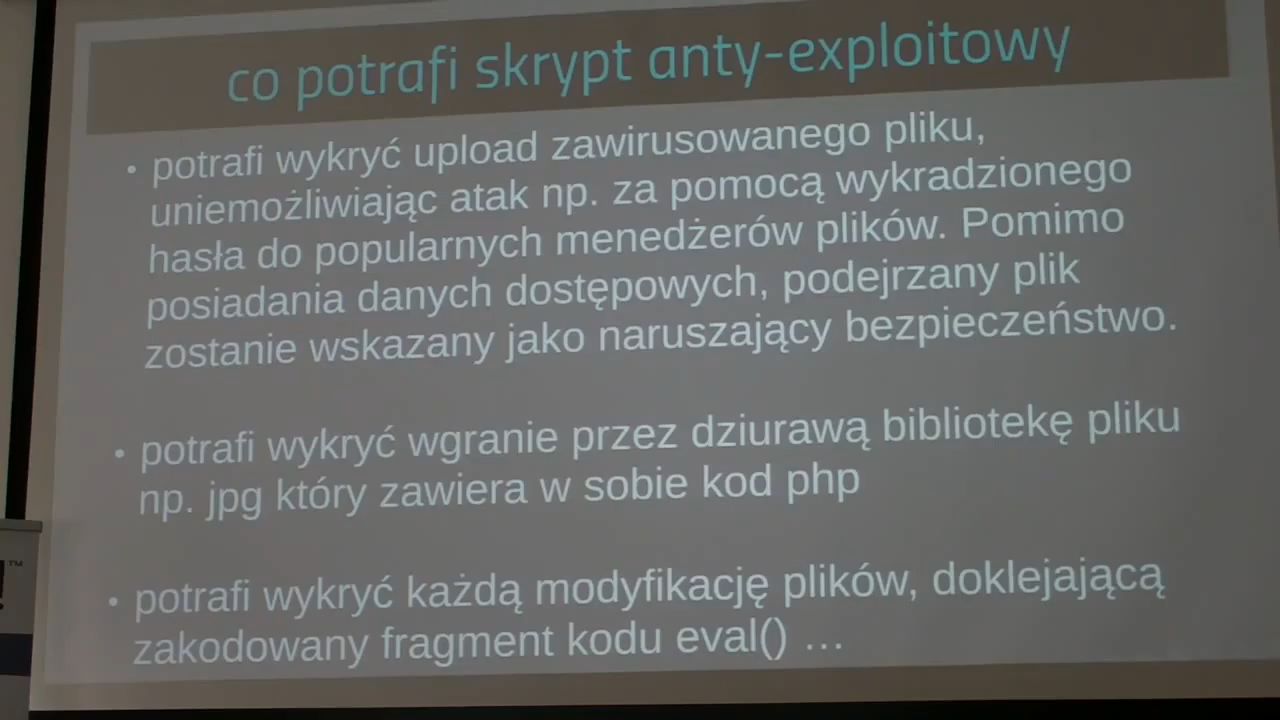 co potrafi skrypt anty-exploitowy
• potrafi wykryć upload zawirusowanego pliku,
uniemożliwiając atak np. za pomocą wykradzionego
hasła do popularnych menedżerów plików. Pomimo
posiadania danych dostępowych, podejrzany plik
zostanie wskazany jako naruszający bezpieczeństwo.
• potrafi wykryć wgranie przez dziurawą bibliotekę pliku
np. jpg który zawiera w sobie kod php
• potrafi wykryć każdą modyfikację plików, doklejającą
zakodowany fragment kodu eval() ...
!™